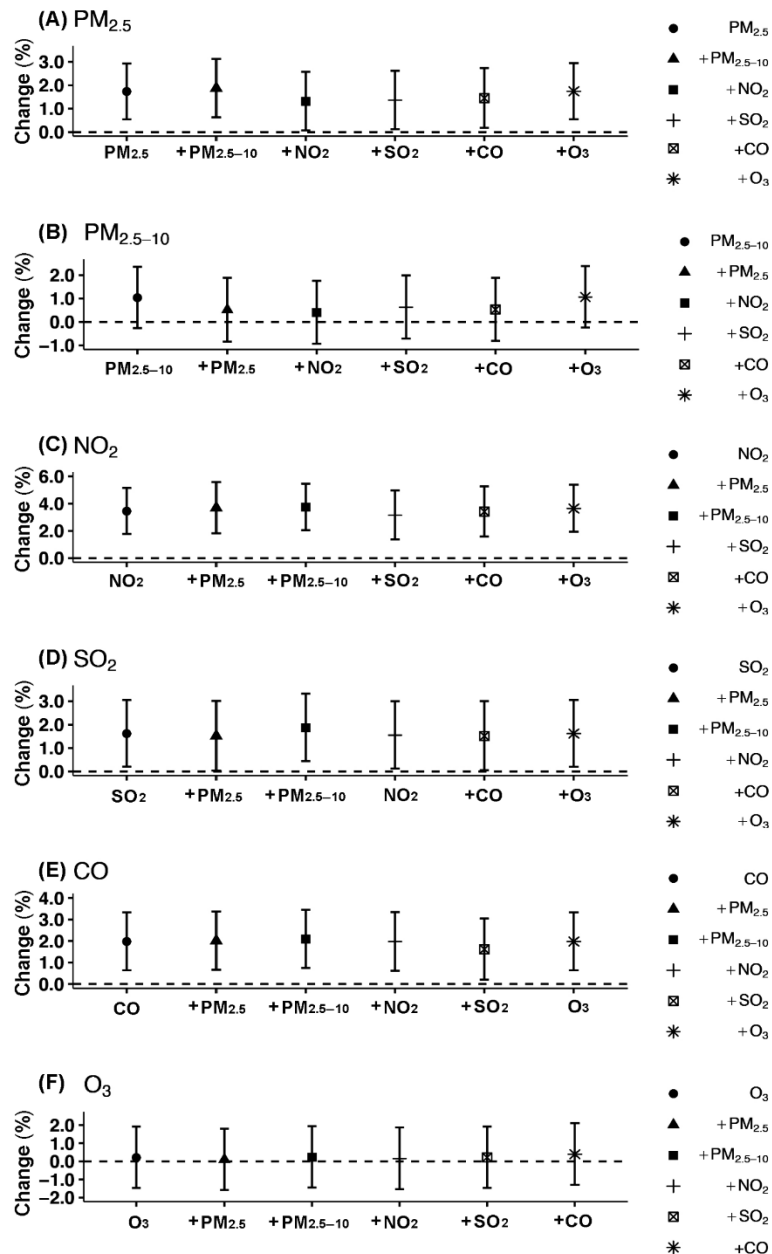 (A) PM2.5
Change (%)
3.0
2.0
1.0
0.0
PM2.5 +PM2.5–10 +NO2 +SO2 +CO +O3
PM2.5
+PM2.5–10
+NO2
+SO2
+CO
+O3
(B) PM2.5–10
Change (%)
2.0
1.0
0.0
−1.0
PM2.5–10 +PM2.5 +NO2 +SO2 +CO +O3
PM2.5–10
+PM2.5
+NO2
+SO2
+CO
+O3
(C) NO2
Change (%)
6.0
4.0
2.0
0.0
NO2 +PM2.5 +PM2.5–10 +SO2 +CO +O3
NO2
+PM2.5
+PM2.5–10
+SO2
+CO
+O3
(D) SO2
Change (%)
3.0
2.0
1.0
0.0
SO2 +PM2.5 +PM2.5–10 NO2 +CO +O3
SO2
+PM2.5
+PM2.5–10
+NO2
+CO
+O3
(E) CO
Change (%)
4.0
3.0
2.0
1.0
0.0
CO +PM2.5 +PM2.5–10 +NO2 +SO2 O3
CO
+PM2.5
+PM2.5–10
+NO2
+SO2
+O3
(F) O3
Change (%)
2.0
1.0
0.0
−1.0
−2.0
O3 +PM2.5 +PM2.5–10 +NO2 +SO2 +CO
O3
+PM2.5
+PM2.5–10
+NO2
+SO2
+CO